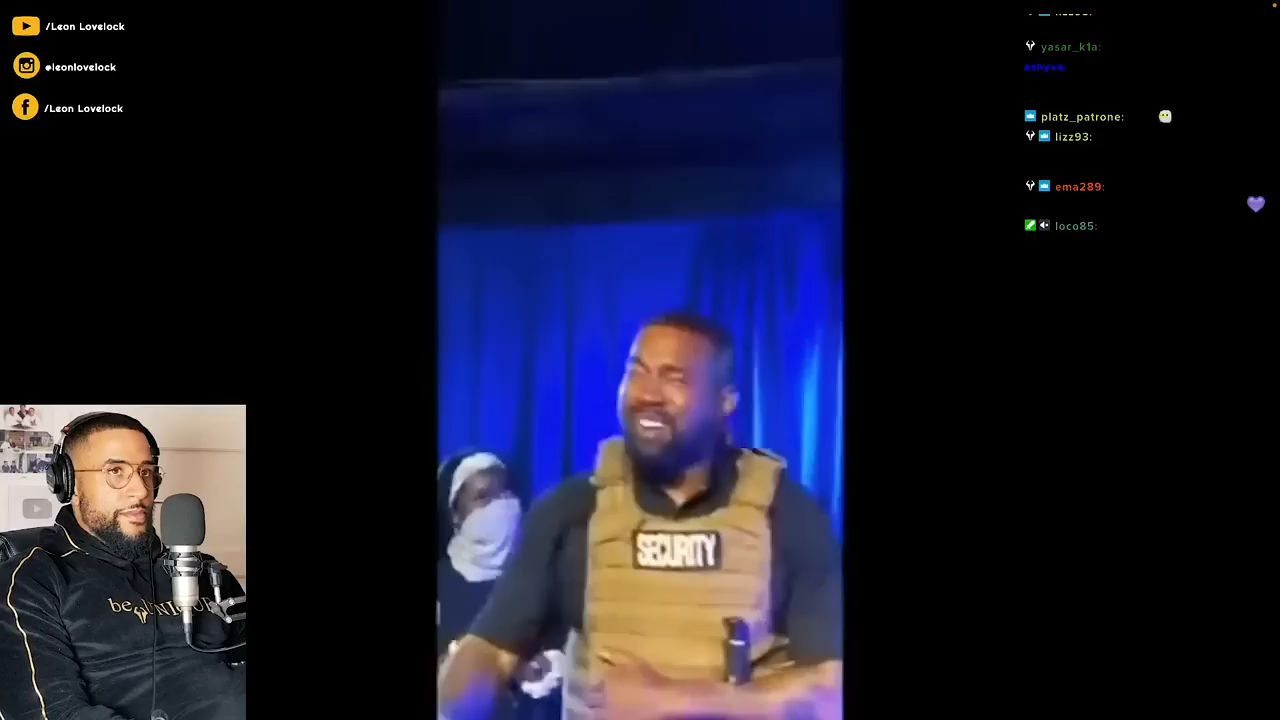 /Leon Lovelock
@leonlovelock
/Leon Lovelock
yasar_k1a:
platz_patrone:
lizz93:
ema289:
loco85:
SECURITY